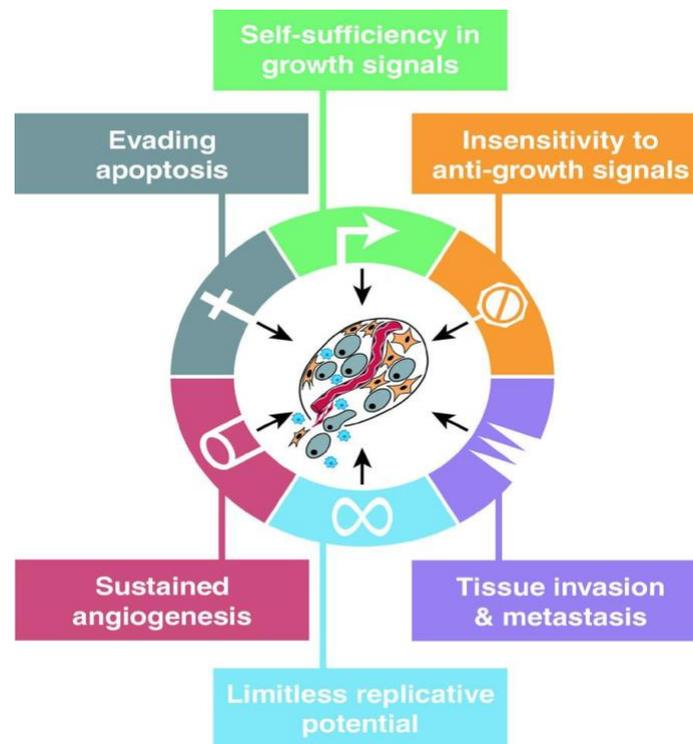 Self-sufficiency in
growth signals
Evading
apoptosis
Insensitivity to
anti-growth signals
Sustained
angiogenesis
Tissue invasion
& metastasis
Limitless replicative
potential